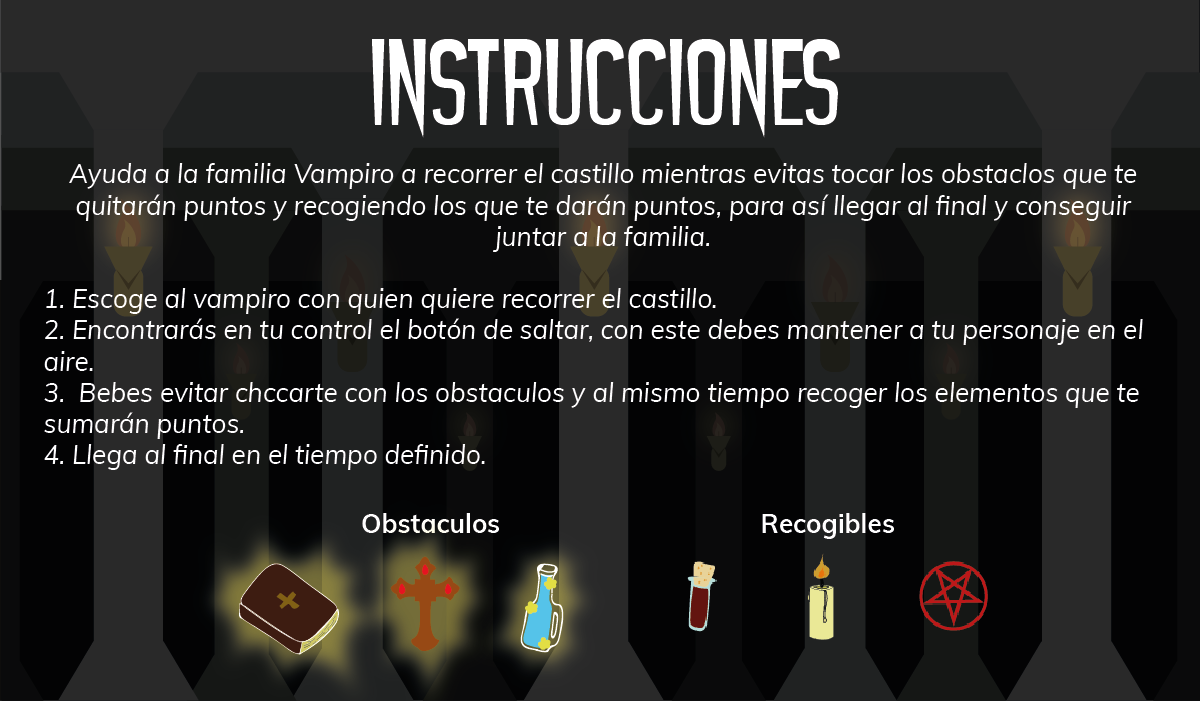 INSTRUCCIONES
Ayuda a la familia Vampiro a recorrer el castillo mientras evitas tocar los obstaclos que te
quitarán puntos y recogiendo los que te darán puntos, para así llegar al final y conseguir
juntar a la familia.
1. Escoge al vampiro con quien quiere recorrer el castillo.
2. Encontrarás en tu control el botón de saltar, con este debes mantener a tu personaje en el
aire.
3. Bebes evitar chccarte con los obstaculos y al mismo tiempo recoger los elementos que te
sumarán puntos.
4. Llega al final en el tiempo definido.
Obstaculos
Recogibles